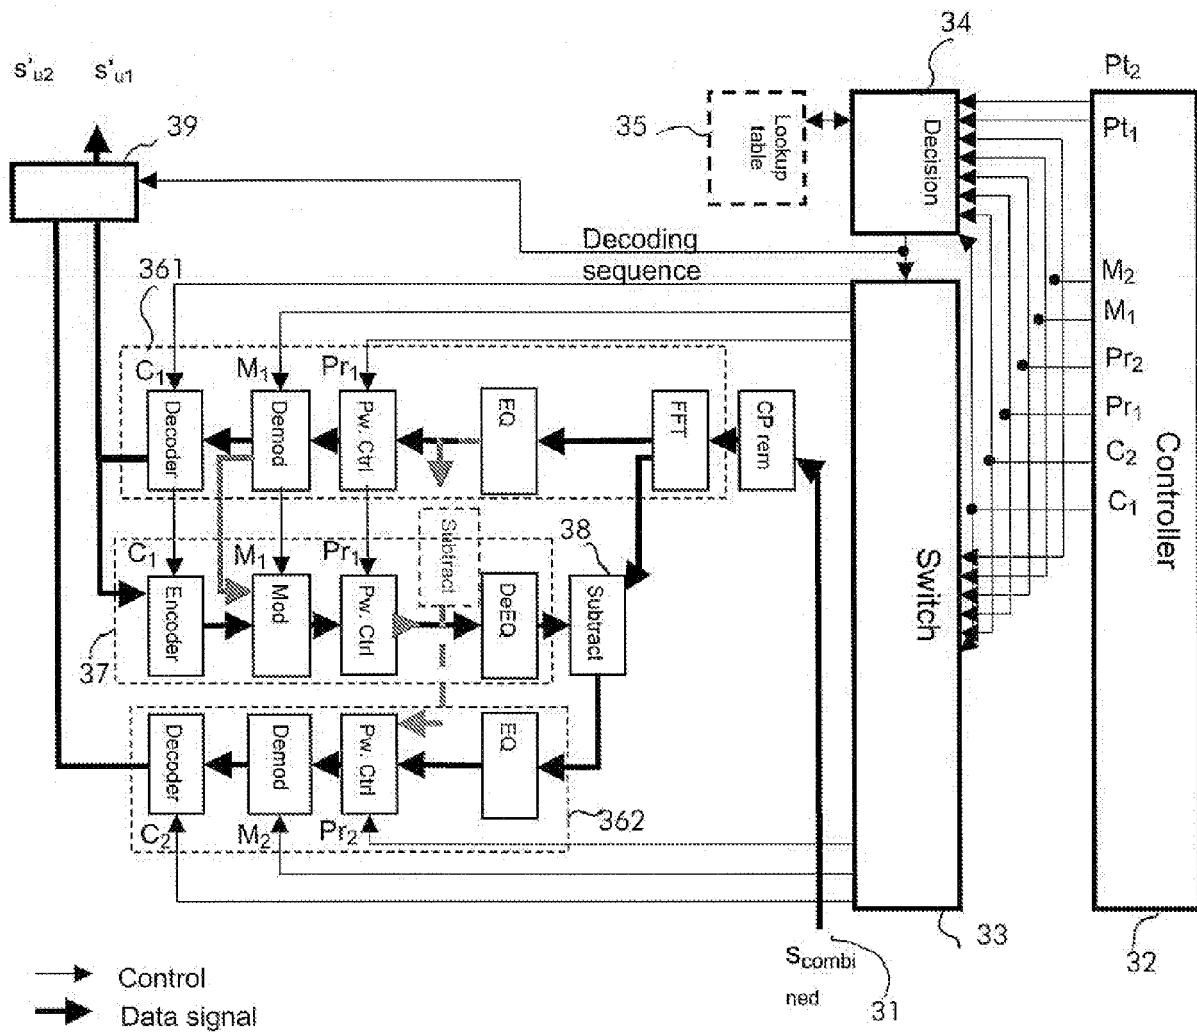 s'u2
s'u1
39
34
35
Lookup
table
Decision
Pt2
Pt1
M2
M1
Pr2
Pr1
C2
C1
Controller
32
Decoding
sequence
Switch
33
361
C1
M1
Pr1
Decoder
Demod
Pw. Ctrl
EQ
FFT
CP rem
37
C1
M1
Pr1
Encoder
Mod
Pw. Ctrl
Subtract
DeEQ
38
Subtract
Decoder
Demod
Pw. Ctrl
EQ
C2
M2
Pr2
362
scombi
ned
31
Control
Data signal